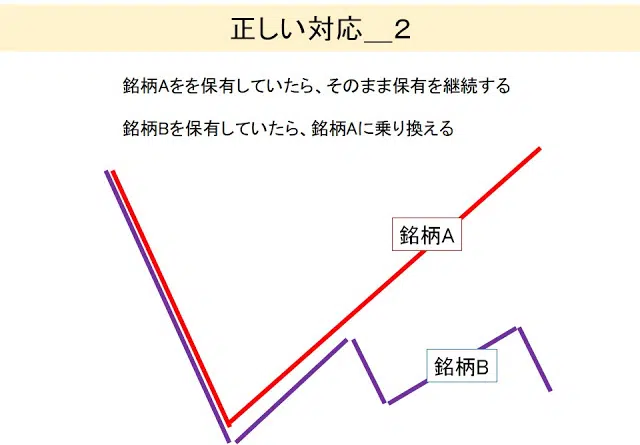 正しい対応__2
銘柄Aをを保有していたら、そのまま保有を継続する
銘柄Bを保有していたら、銘柄Aに乗り換える
銘柄A
銘柄B